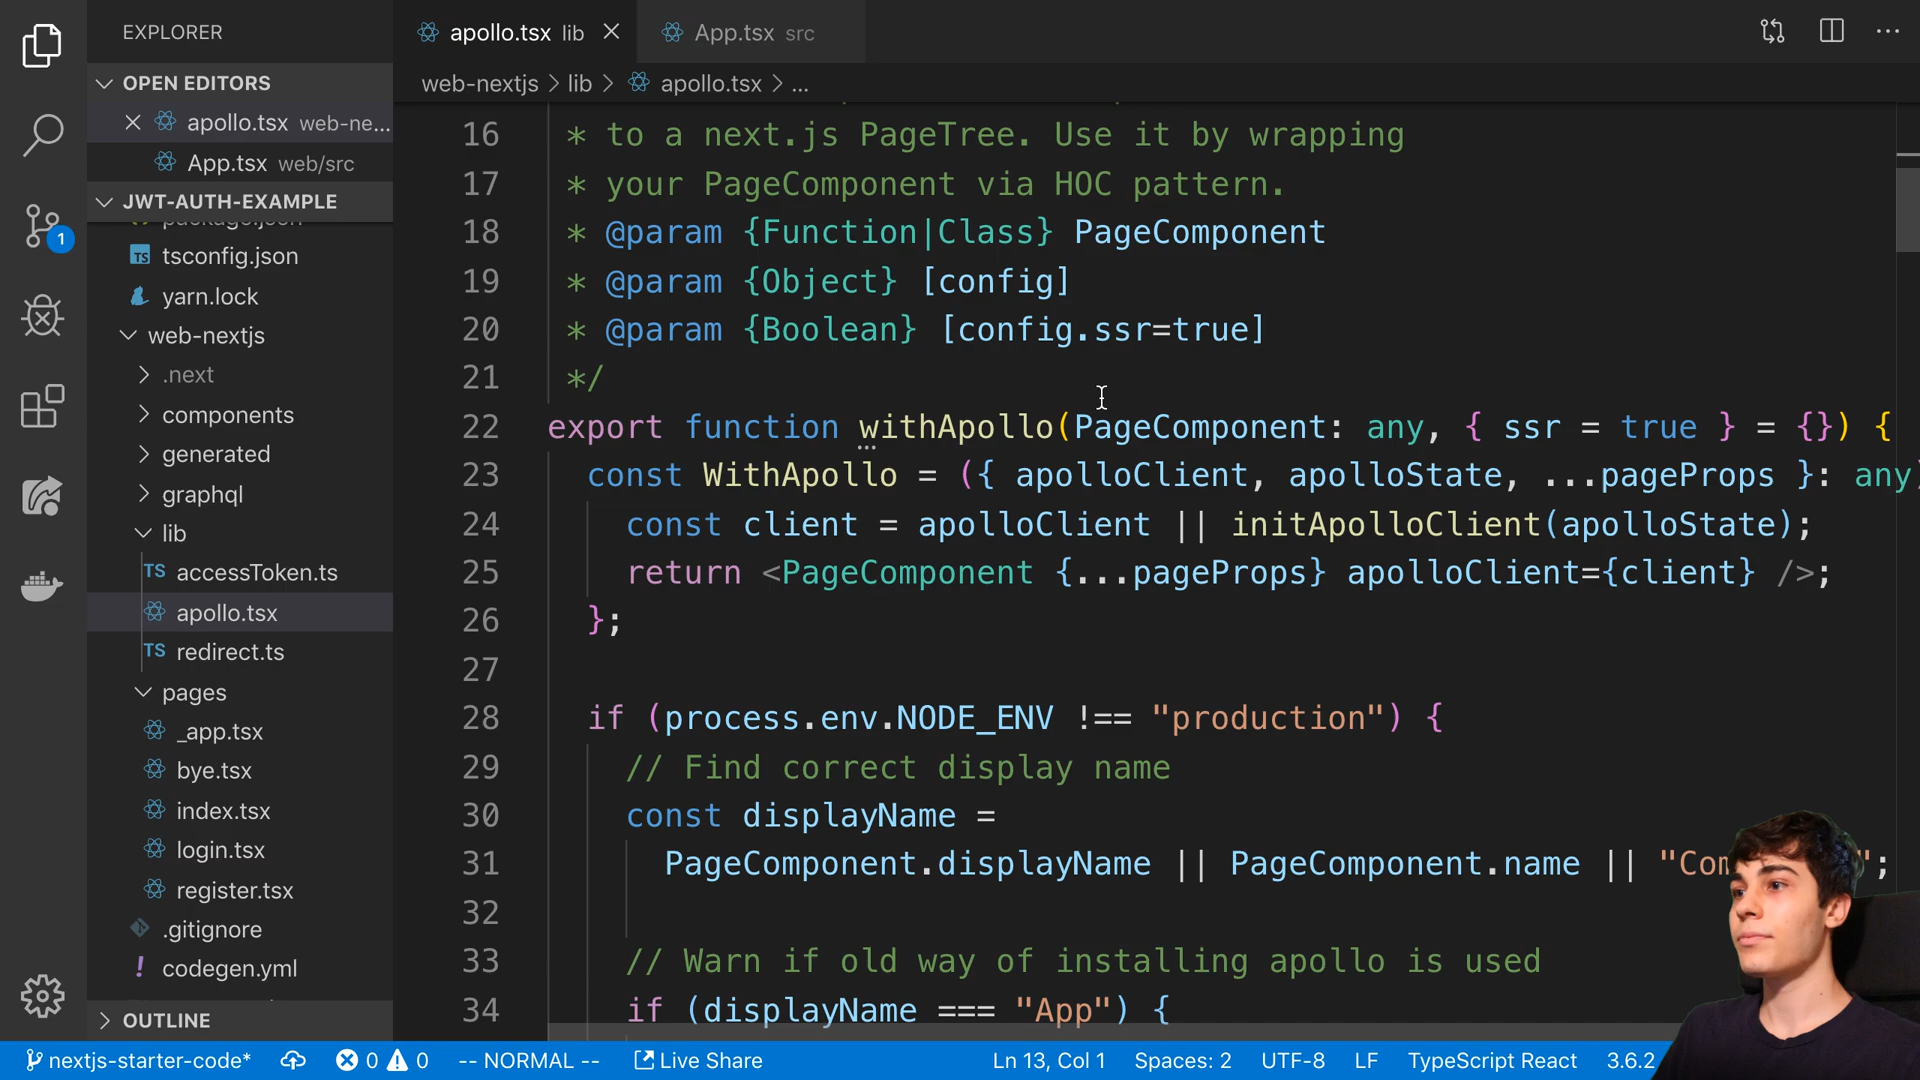 EXPLORER
OPEN EDITORS
apollo.tsx web-ne...
App.tsx web/src
JWT-AUTH-EXAMPLE
package.json
tsconfig.json
yarn.lock
web-nextjs
.next
components
generated
graphql
lib
TS accessToken.ts
apollo.tsx
TS redirect.ts
pages
_app.tsx
bye.tsx
index.tsx
login.tsx
register.tsx
.gitignore
! codegen.yml
OUTLINE
1
apollo.tsx lib
App.tsx src
web-nextjs > lib > apollo.tsx > ...
16 * to a next.js PageTree. Use it by wrapping
17 * your PageComponent via HOC pattern.
18 * @param {Function|Class} PageComponent
19 * @param {Object} [config]
20 * @param {Boolean} [config.ssr=true]
21 */
22 export function withApollo(PageComponent: any, { ssr = true } = {}) {
23 const WithApollo = ({ apolloClient, apolloState, ...pageProps }: any)
24 const client = apolloClient || initApolloClient(apolloState);
25 return <PageComponent {...pageProps} apolloClient={client} />;
26 };
27
28 if (process.env.NODE_ENV !== "production") {
29 // Find correct display name
30 const displayName =
31 PageComponent.displayName || PageComponent.name || "Com ";
32
33 // Warn if old way of installing apollo is used
34 if (displayName === "App") {
nextjs-starter-code* 0 0 -- NORMAL -- Live Share Ln 13, Col 1 Spaces: 2 UTF-8 LF TypeScript React 3.6.2